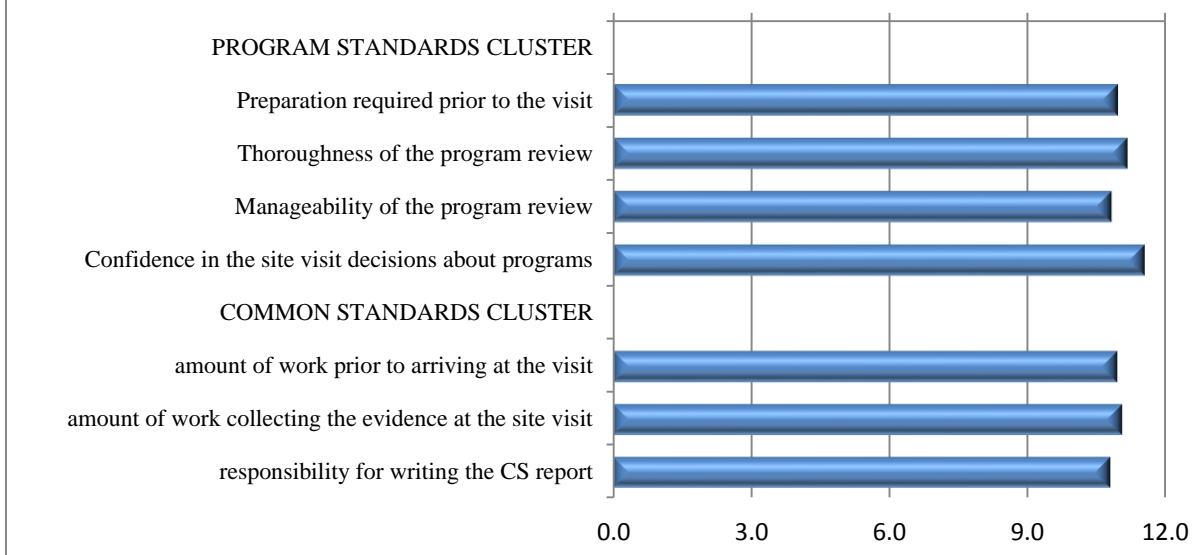 PROGRAM STANDARDS CLUSTER
Preparation required prior to the visit
Thoroughness of the program review
Manageability of the program review
Confidence in the site visit decisions about programs
COMMON STANDARDS CLUSTER
amount of work prior to arriving at the visit
amount of work collecting the evidence at the site visit
responsibility for writing the CS report
0.0 3.0 6.0 9.0 12.0